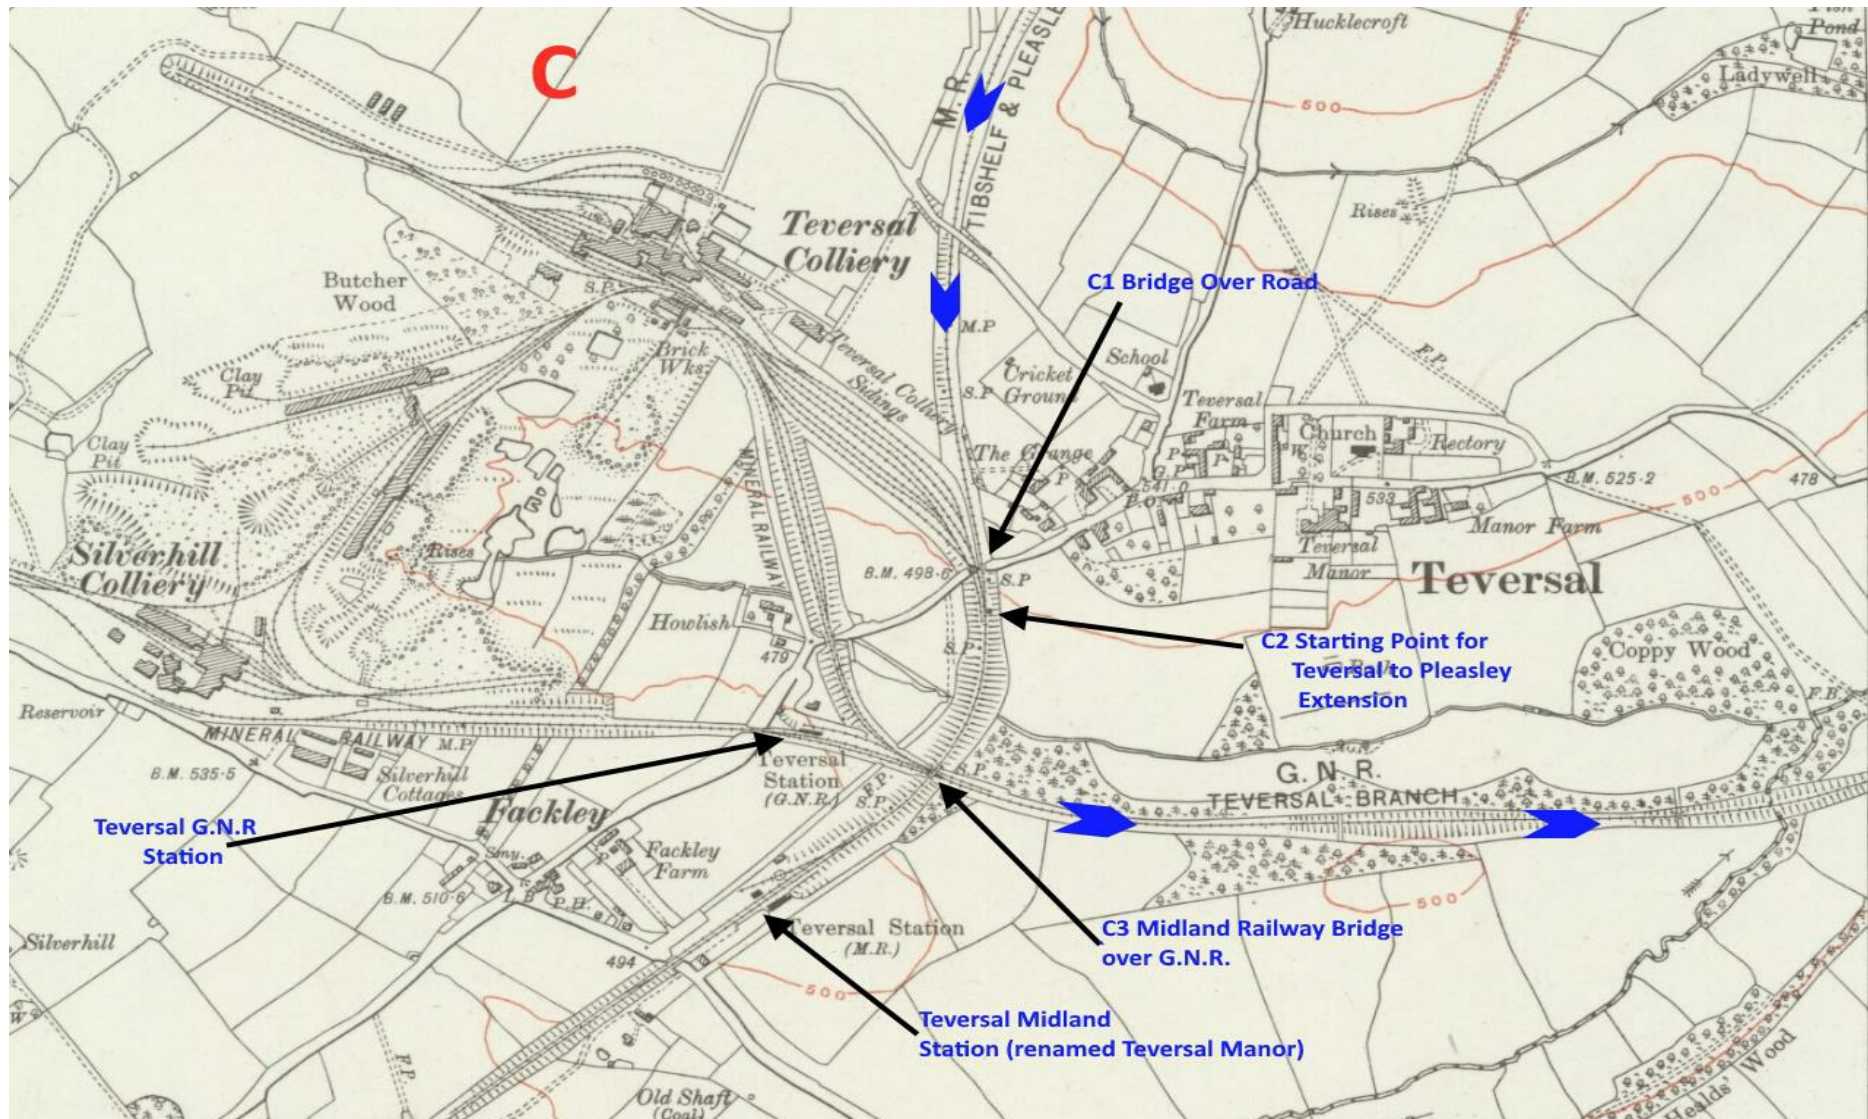 C
Hucklecroft
Pond
Ladywell
M.R.
TIBSHELF & PLEASLE
500
Rises
Teversal
Colliery
Butcher
Wood
S.P.
C1 Bridge Over Road
M.P
F.P.
Teversal Colliery
Sidings
Brick
Wks.
Clay
Pit
S.P
Cricket
Ground
School
Teversal
Farm
Church
Rectory
W
Clay
Pit
The Grange
P
P
P
G.P
541.0
P.O.
533
B.M. 525.2
500
478
Manor Farm
MINERAL RAILWAY
Rises
Silverhill
Colliery
B.M. 498.6
S.P
Teversal
Manor
Teversal
Howlish
479
S.P.
C2 Starting Point for
Teversal to Pleasley
Extension
Coppy Wood
F.B.
Reservoir
MINERAL RAILWAY M.P
B.M. 535.5
Silverhill
Cottages
Teversal
Station
(G.N.R.)
F.P.
S.P.
S.P.
G.N.R.
TEVERSAL BRANCH
Teversal G.N.R
Station
Fackley
Smy.
Fackley
Farm
B.M. 510.6
L.B
P.H.
500
Silverhill
494
Teversal Station
(M.R.)
C3 Midland Railway Bridge
over G.N.R.
500
W
Teversal Midland
Station (renamed Teversal Manor)
F.P.
Old Shaft
(Coal)
Healds' Wood